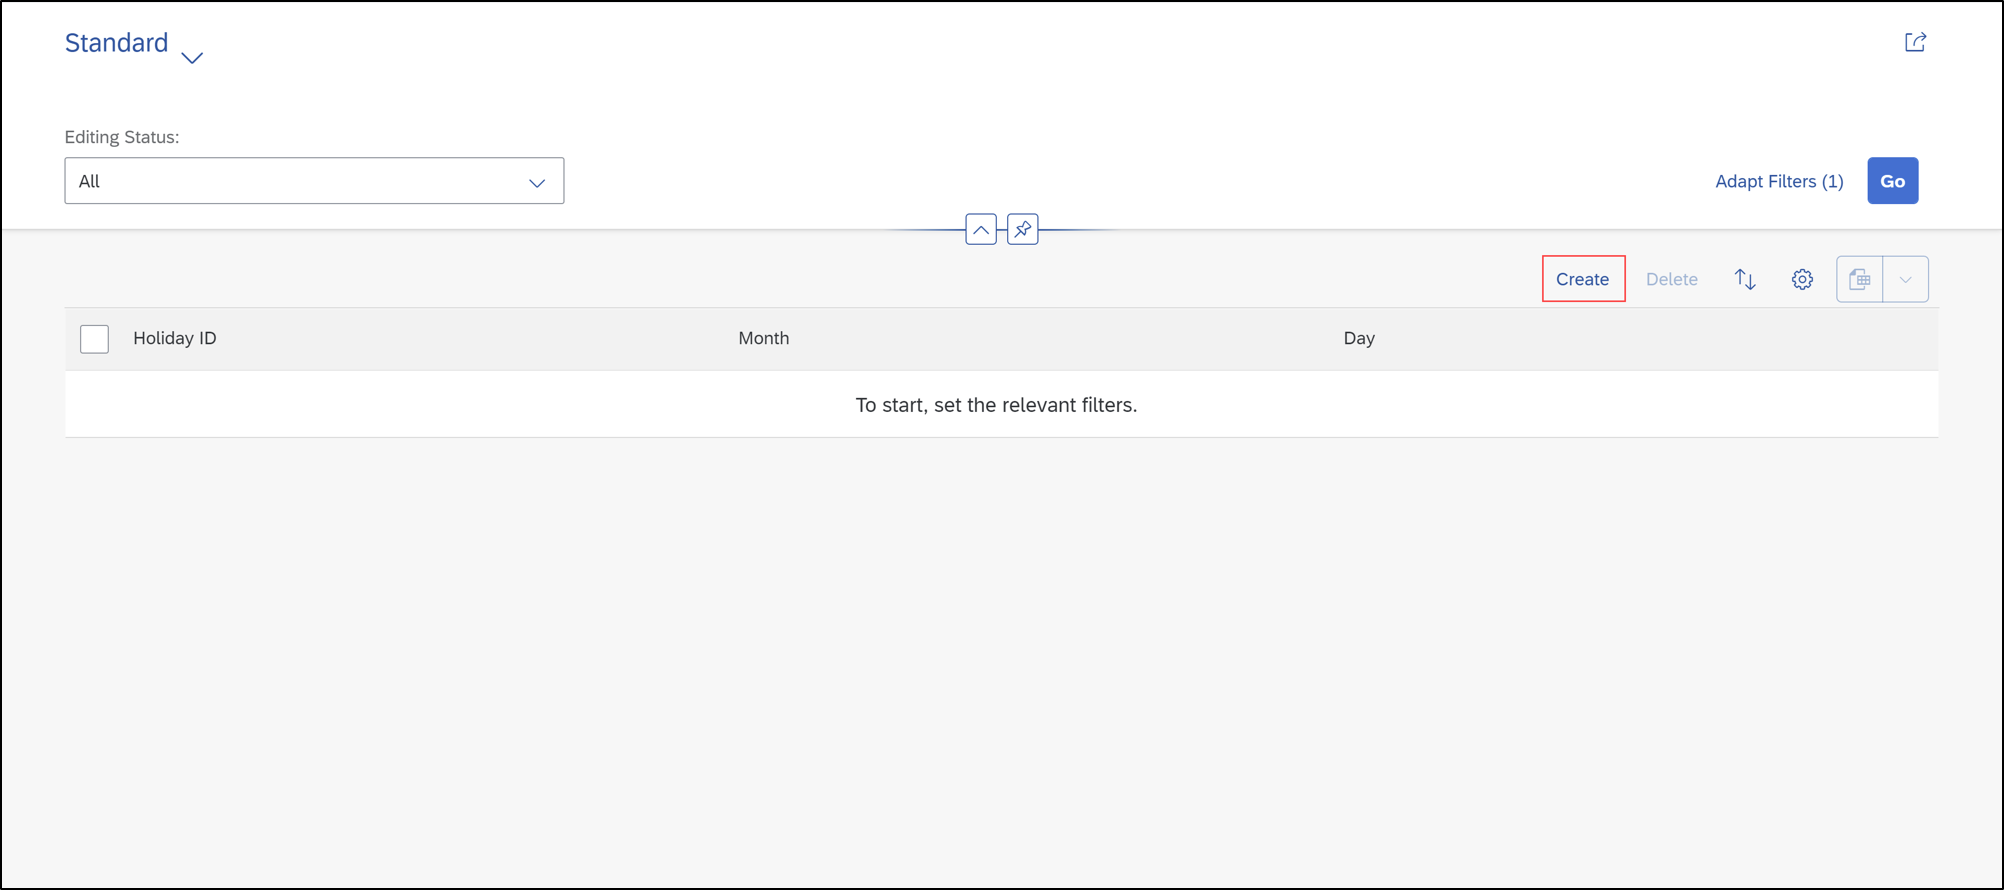 Standard
Editing Status:
All
Adapt Filters (1)
Go
Create
Delete
Holiday ID
Month
Day
To start, set the relevant filters.